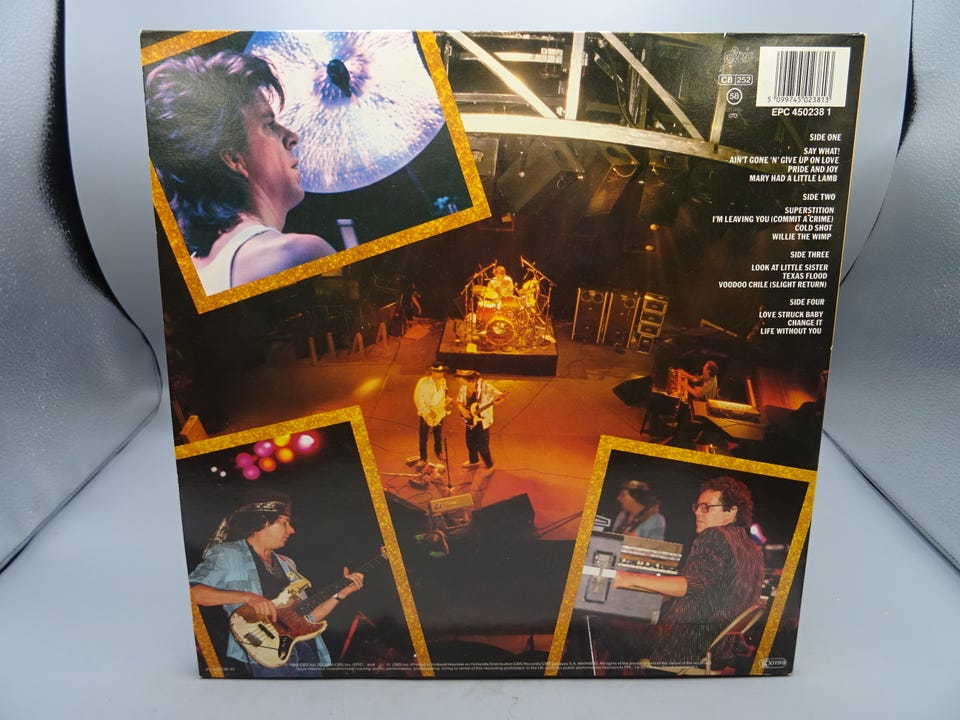 Epic
CB 252
5 099745 023813
58
EPC 450238 1
SIDE ONE
SAY WHAT!
AIN'T GONE 'N' GIVE UP ON LOVE
PRIDE AND JOY
MARY HAD A LITTLE LAMB
SIDE TWO
SUPERSTITION
I'M LEAVING YOU (COMMIT A CRIME)
COLD SHOT
WILLIE THE WIMP
SIDE THREE
LOOK AT LITTLE SISTER
TEXAS FLOOD
VOODOO CHILE (SLIGHT RETURN)
SIDE FOUR
LOVE STRUCK BABY
CHANGE IT
LIFE WITHOUT YOU
K 0199